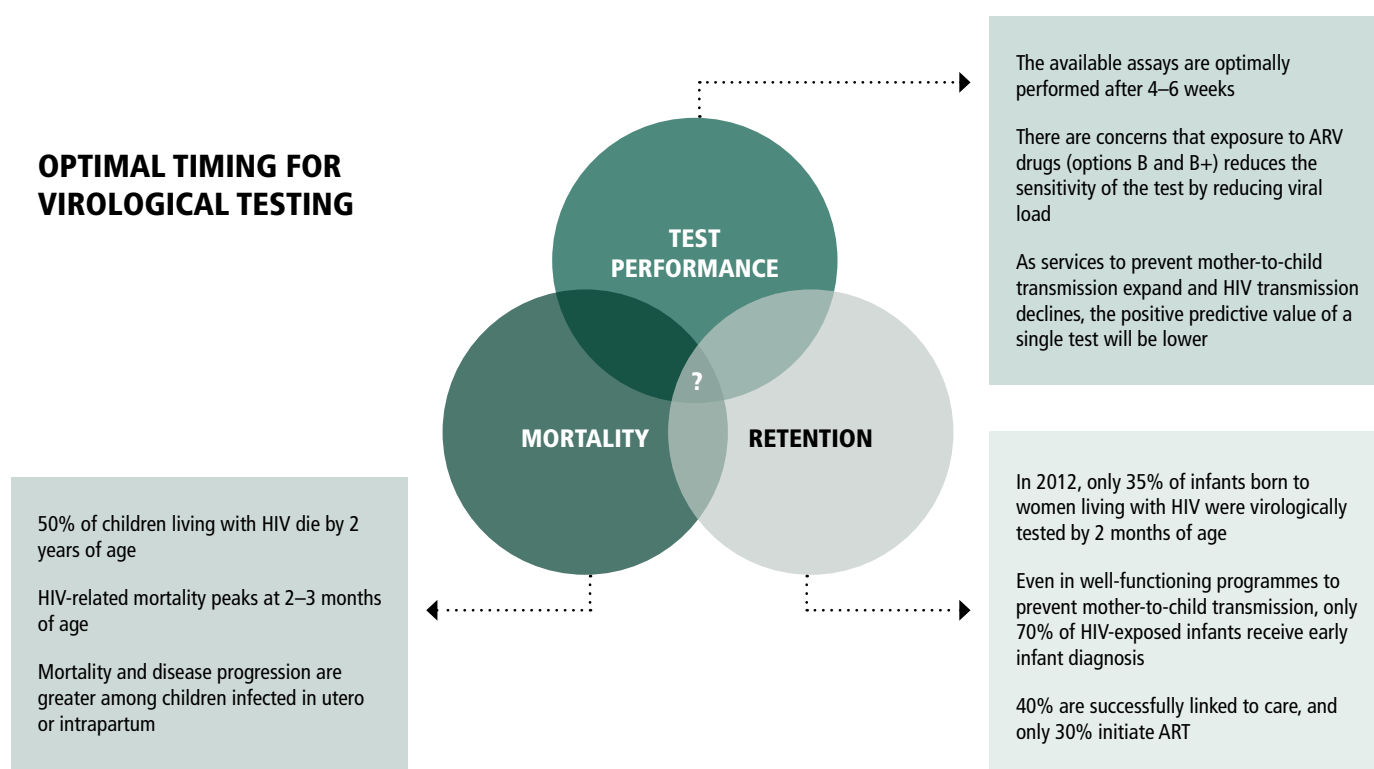 OPTIMAL TIMING FOR
VIROLOGICAL TESTING
TEST
PERFORMANCE
?
MORTALITY
RETENTION
The available assays are optimally
performed after 4–6 weeks
There are concerns that exposure to ARV
drugs (options B and B+) reduces the
sensitivity of the test by reducing viral
load
As services to prevent mother-to-child
transmission expand and HIV transmission
declines, the positive predictive value of a
single test will be lower
50% of children living with HIV die by 2
years of age
HIV-related mortality peaks at 2–3 months
of age
Mortality and disease progression are
greater among children infected in utero
or intrapartum
In 2012, only 35% of infants born to
women living with HIV were virologically
tested by 2 months of age
Even in well-functioning programmes to
prevent mother-to-child transmission, only
70% of HIV-exposed infants receive early
infant diagnosis
40% are successfully linked to care, and
only 30% initiate ART